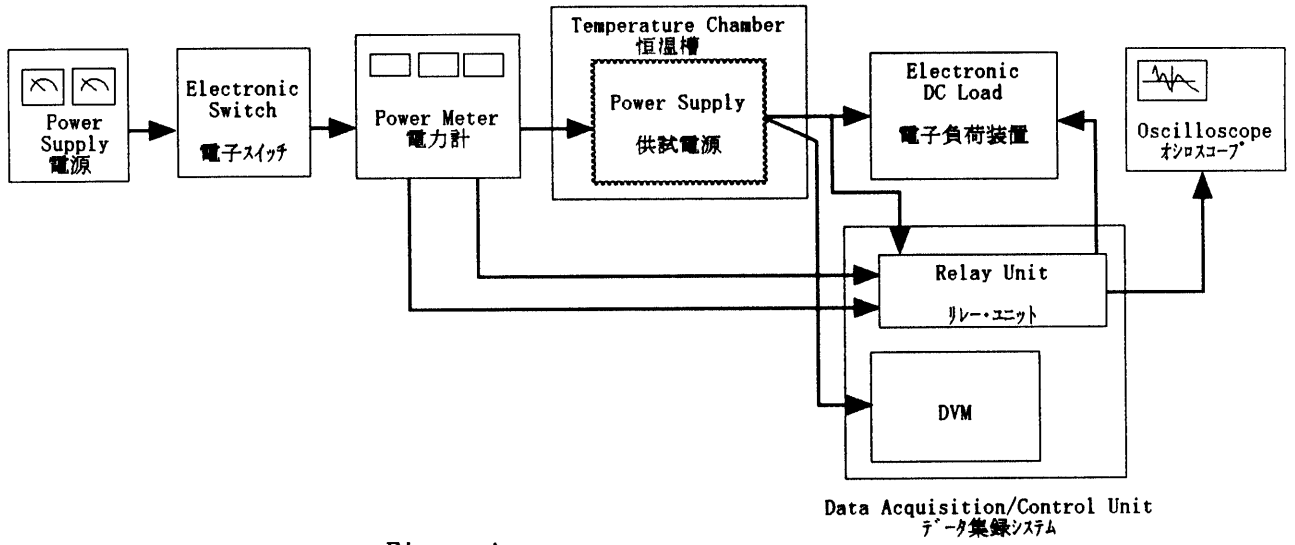 Power
Supply
電源
Electronic
Switch
電子スイッチ
Power Meter
電力計
Temperature Chamber
恒温槽
Power Supply
供試電源
Electronic
DC Load
電子負荷装置
Oscilloscope
オシロスコープ
Relay Unit
リレー・ユニット
DVM
Data Acquisition/Control Unit
データ集録システム